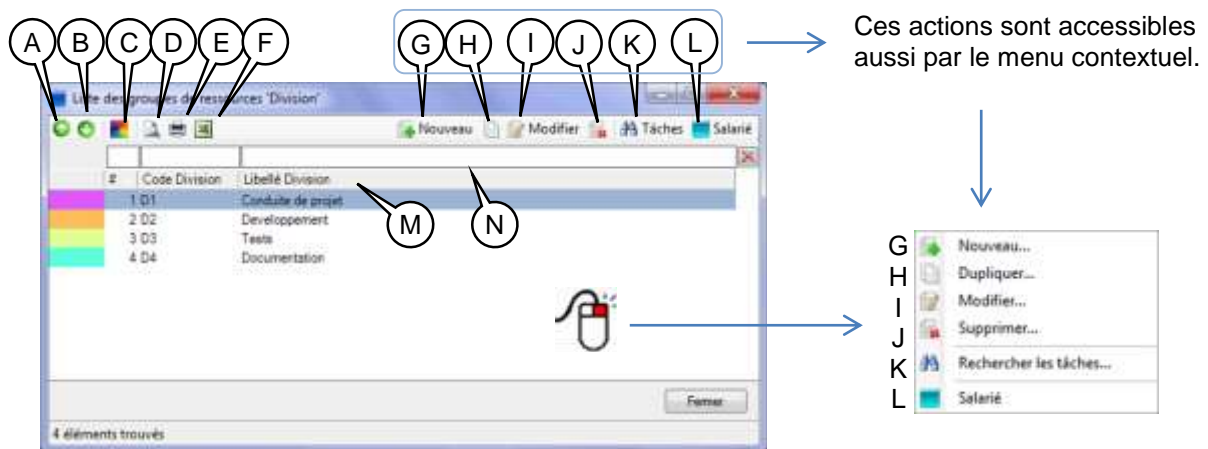 A B C D E F G H I J K L
Ces actions sont accessibles
aussi par le menu contextuel.
Liste des groupes de ressources 'Division'
Nouveau Modifier Tâches Salarié
# Code Division Libellé Division
1 D1 Conduite de projet
2 D2 Developpement
3 D3 Tests
4 D4 Documentation
M N
G Nouveau...
H Dupliquer...
I Modifier...
J Supprimer...
K Rechercher les tâches...
L Salarié
Fermer
4 éléments trouvés